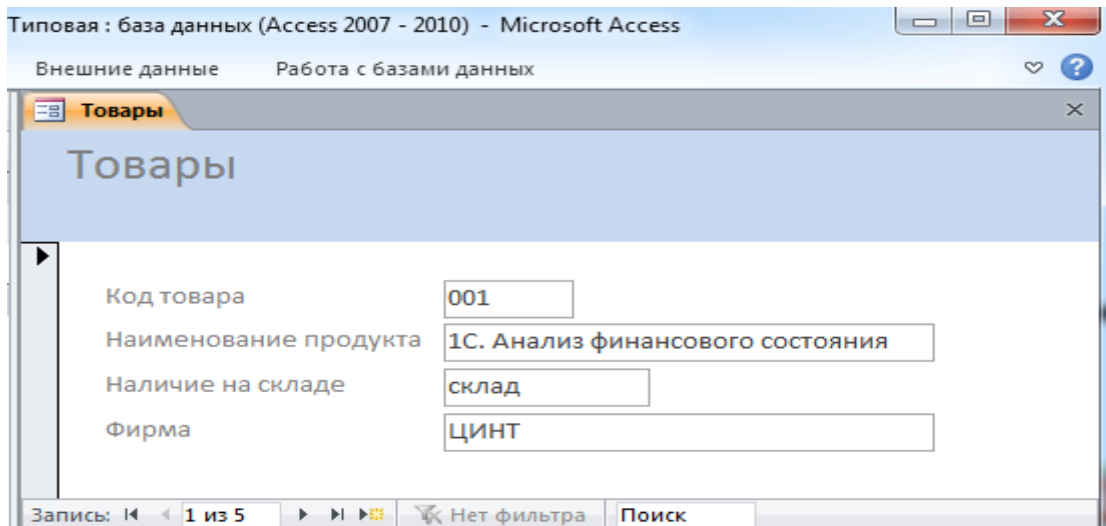 Типовая : база данных (Access 2007 - 2010) - Microsoft Access
Внешние данные Работа с базами данных
Товары
Товары
Код товара 001
Наименование продукта 1С. Анализ финансового состояния
Наличие на складе склад
Фирма ЦИНТ
Запись: 1 из 5 Нет фильтра Поиск